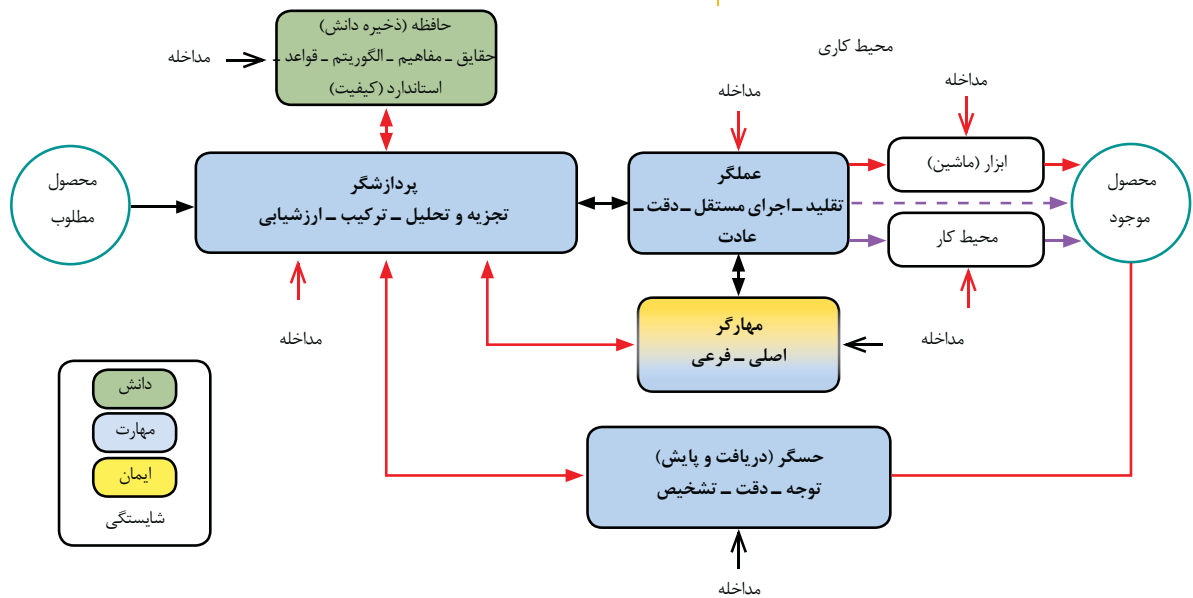 حافظه (ذخیره دانش)
حقایق ـ مفاهیم ـ الگوریتم ـ قواعد ـ
استاندارد (کیفیت)
مداخله
محیط کاری
مداخله
مداخله
محصول
مطلوب
پردازشگر
تجزیه و تحلیل ـ ترکیب ـ ارزشیابی
عملگر
تقلید ـ اجرای مستقل ـ دقت ـ
عادت
ابزار (ماشین)
محیط کار
محصول
موجود
مداخله
مهارگر
اصلی ـ فرعی
مداخله
دانش
مهارت
ایمان
شایستگی
حسگر (دریافت و پایش)
توجه ـ دقت ـ تشخیص
مداخله